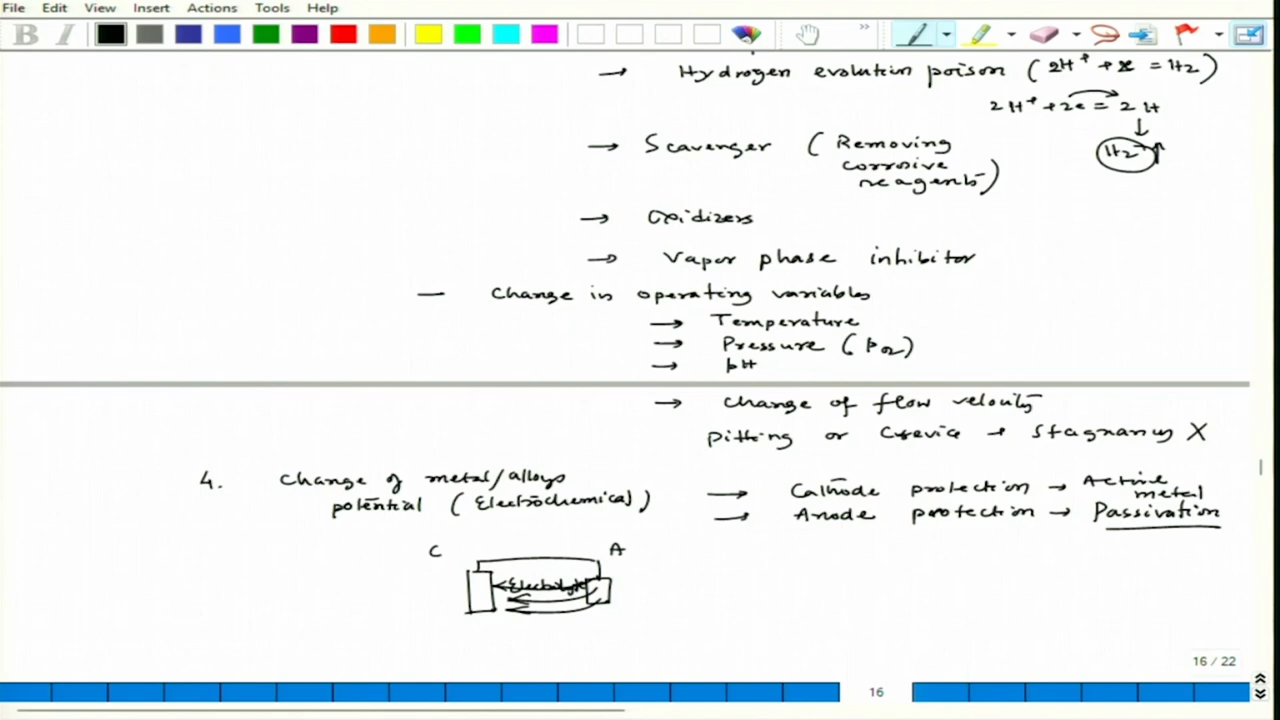 File Edit View Insert Actions Tools Help
B I
→ Hydrogen evolution poison (2H⁺ + 2e = H2)
2H⁺ + 2e = 2H
↓
H2 ↑
→ Scavenger (Removing
corrosive
reagents)
→ Oxidizers
→ Vapor phase inhibitor
— Change in operating variables
→ Temperature
→ Pressure (PO2)
→ pH
→ Change of flow velocity
Pitting or Crevice → Stagnancy X
4. Change of metal/alloys
potential (Electrochemical)
→ Cathode protection → Active
metal
→ Anode protection → Passivation
C A
Electrolyte
16 / 22
16